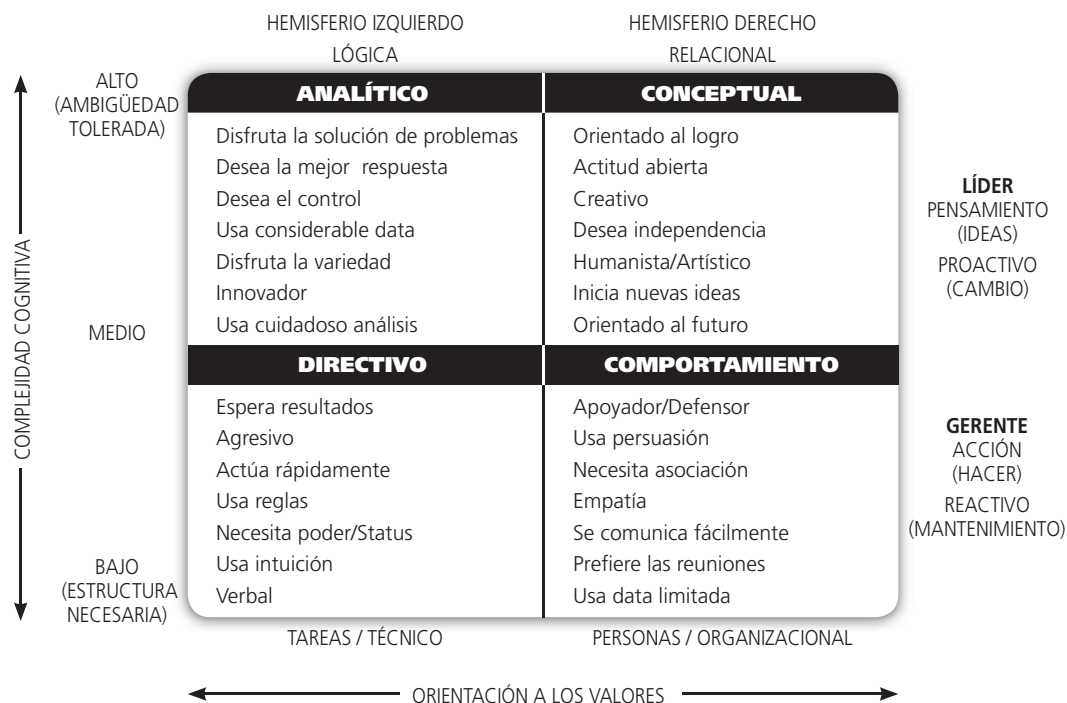 HEMISFERIO IZQUIERDO
LÓGICA
HEMISFERIO DERECHO
RELACIONAL
ALTO
(AMBIGÜEDAD
TOLERADA)
MEDIO
BAJO
(ESTRUCTURA
NECESARIA)
COMPLEJIDAD COGNITIVA
ANALÍTICO
Disfruta la solución de problemas
Desea la mejor respuesta
Desea el control
Usa considerable data
Disfruta la variedad
Innovador
Usa cuidadoso análisis
CONCEPTUAL
Orientado al logro
Actitud abierta
Creativo
Desea independencia
Humanista/Artístico
Inicia nuevas ideas
Orientado al futuro
LÍDER
PENSAMIENTO
(IDEAS)
PROACTIVO
(CAMBIO)
DIRECTIVO
Espera resultados
Agresivo
Actúa rápidamente
Usa reglas
Necesita poder/Status
Usa intuición
Verbal
COMPORTAMIENTO
Apoyador/Defensor
Usa persuasión
Necesita asociación
Empatía
Se comunica fácilmente
Prefiere las reuniones
Usa data limitada
GERENTE
ACCIÓN
(HACER)
REACTIVO
(MANTENIMIENTO)
TAREAS / TÉCNICO
PERSONAS / ORGANIZACIONAL
ORIENTACIÓN A LOS VALORES